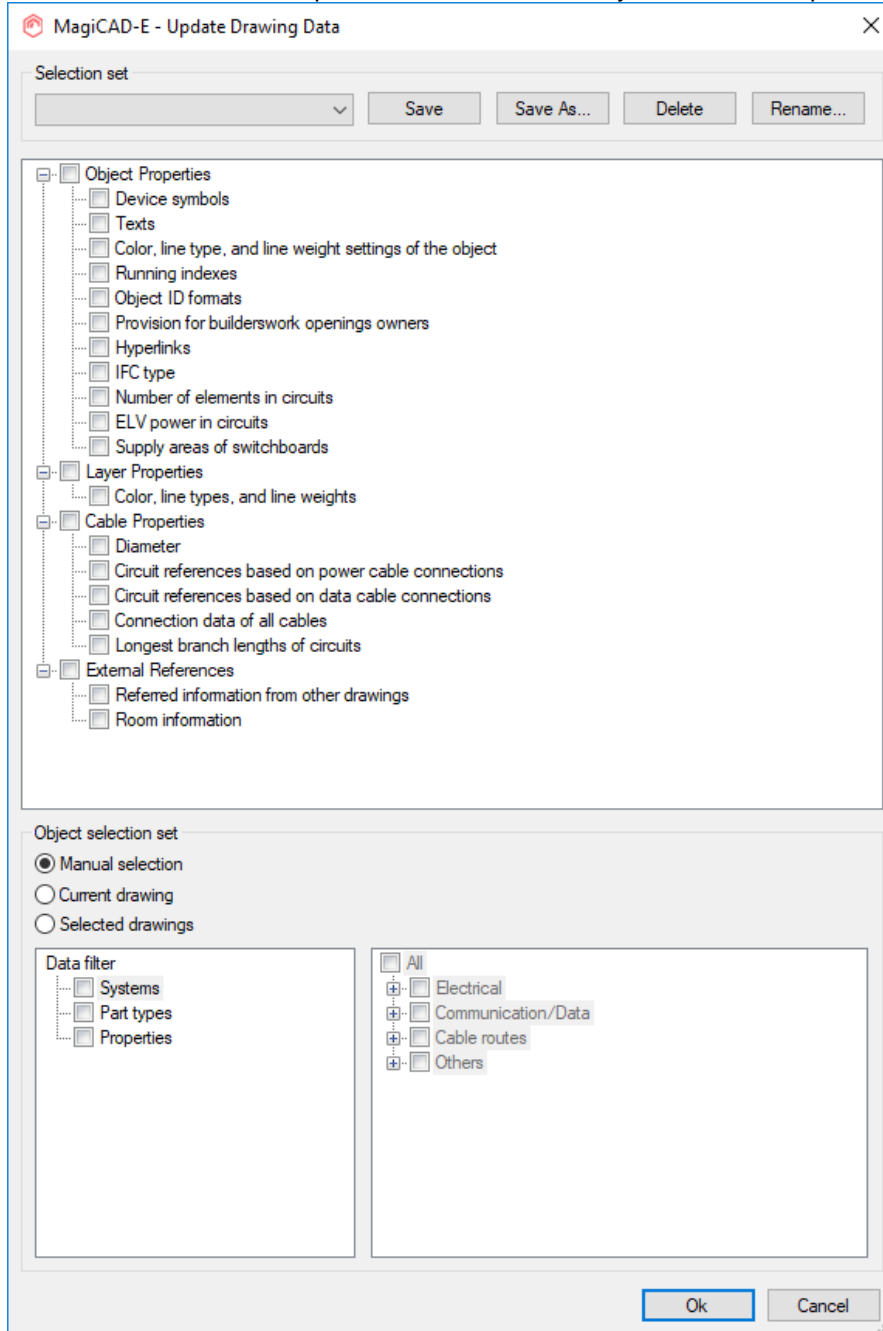 MagiCAD-E - Update Drawing Data
Selection set
Save Save As... Delete Rename...
Object Properties
Device symbols
Texts
Color, line type, and line weight settings of the object
Running indexes
Object ID formats
Provision for builderswork openings owners
Hyperlinks
IFC type
Number of elements in circuits
ELV power in circuits
Supply areas of switchboards
Layer Properties
Color, line types, and line weights
Cable Properties
Diameter
Circuit references based on power cable connections
Circuit references based on data cable connections
Connection data of all cables
Longest branch lengths of circuits
External References
Referred information from other drawings
Room information
Object selection set
Manual selection
Current drawing
Selected drawings
Data filter
Systems
Part types
Properties
All
Electrical
Communication/Data
Cable routes
Others
Ok Cancel